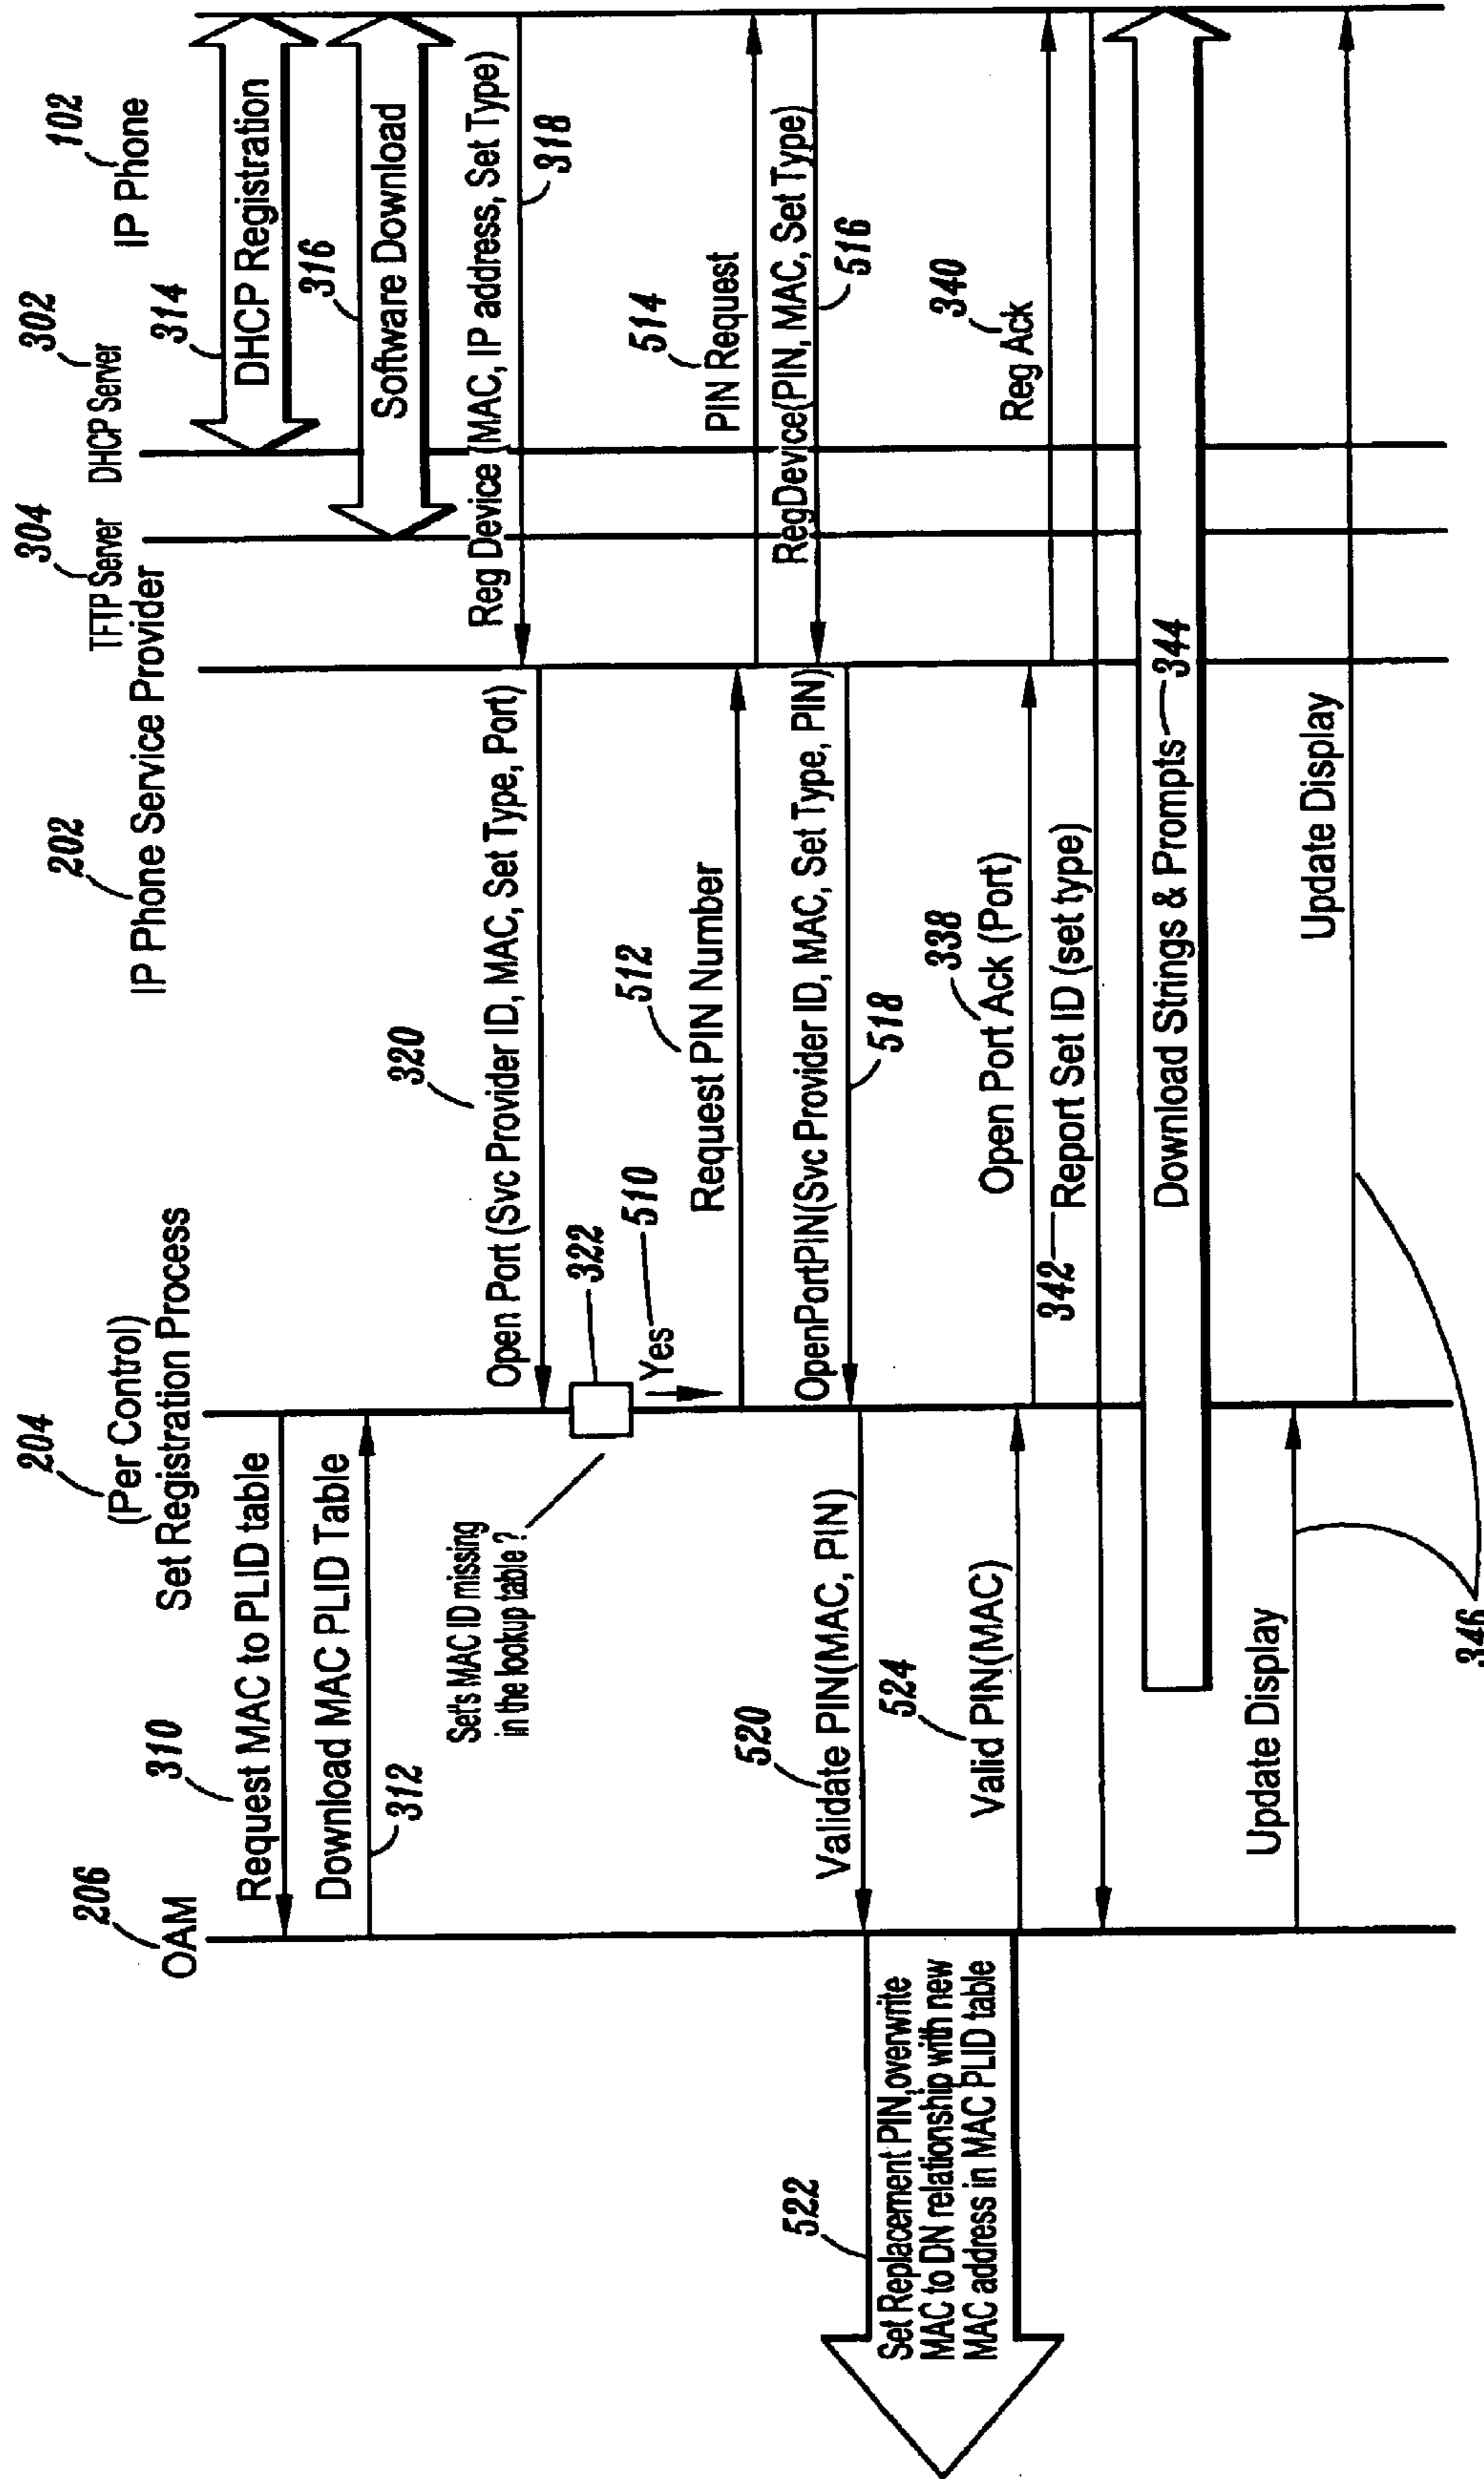 206
OAM
204
(Per Control)
Set Registration Process
202
IP Phone Service Provider
304
TFTP Server
302
DHCP Server
102
IP Phone
310
Request MAC to PLID table
Download MAC PLID Table
312
314
DHCP Registration
316
Software Download
Reg Device (MAC, IP address, Set Type)
318
320
Open Port (Svc Provider ID, MAC, Set Type, Port)
Set's MAC ID missing
in the lookup table ?
322
Yes
510
512
Request PIN Number
514
PIN Request
RegDevice(PIN, MAC, Set Type)
516
OpenPortPIN(Svc Provider ID, MAC, Set Type, PIN)
518
520
Validate PIN(MAC, PIN)
522
Set Replacement PIN,overwrite
MAC to DN relationship with new
MAC address in MAC PLID table
524
Valid PIN(MAC)
338
Open Port Ack (Port)
340
Reg Ack
342
Report Set ID (set type)
Download Strings & Prompts
344
Update Display
Update Display
346